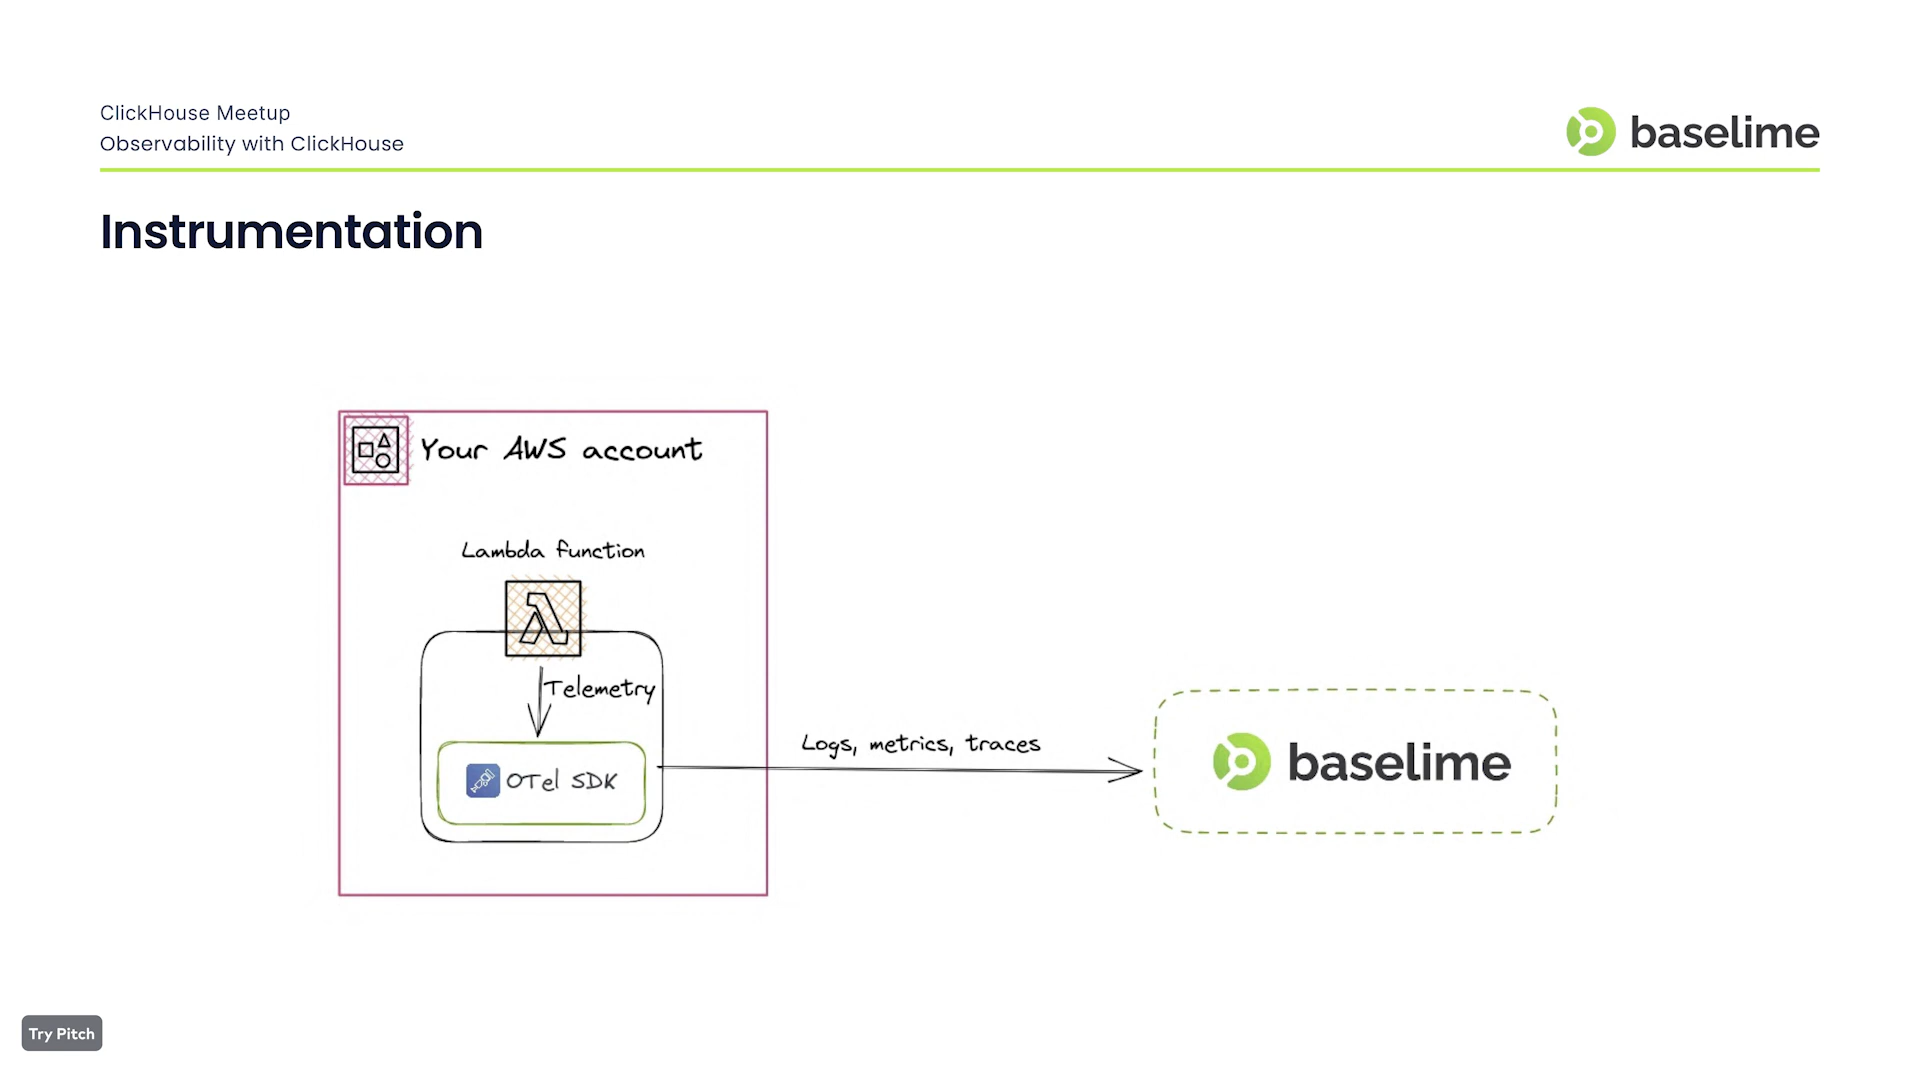 ClickHouse Meetup
Observability with ClickHouse
baselime
Instrumentation
Your AWS account
Lambda function
Telemetry
OTel SDK
Logs, metrics, traces
baselime
Try Pitch